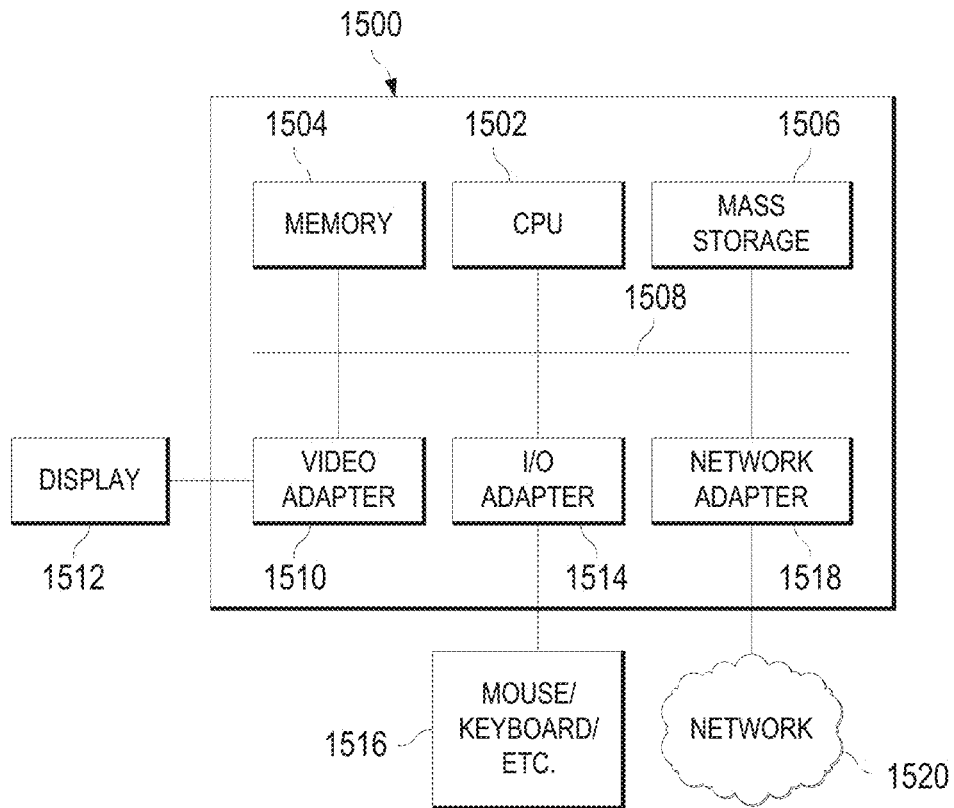 1500
1504
1502
1506
MEMORY
CPU
MASS
STORAGE
1508
DISPLAY
VIDEO
ADAPTER
I/O
ADAPTER
NETWORK
ADAPTER
1512
1510
1514
1518
MOUSE/
KEYBOARD/
ETC.
1516
NETWORK
1520